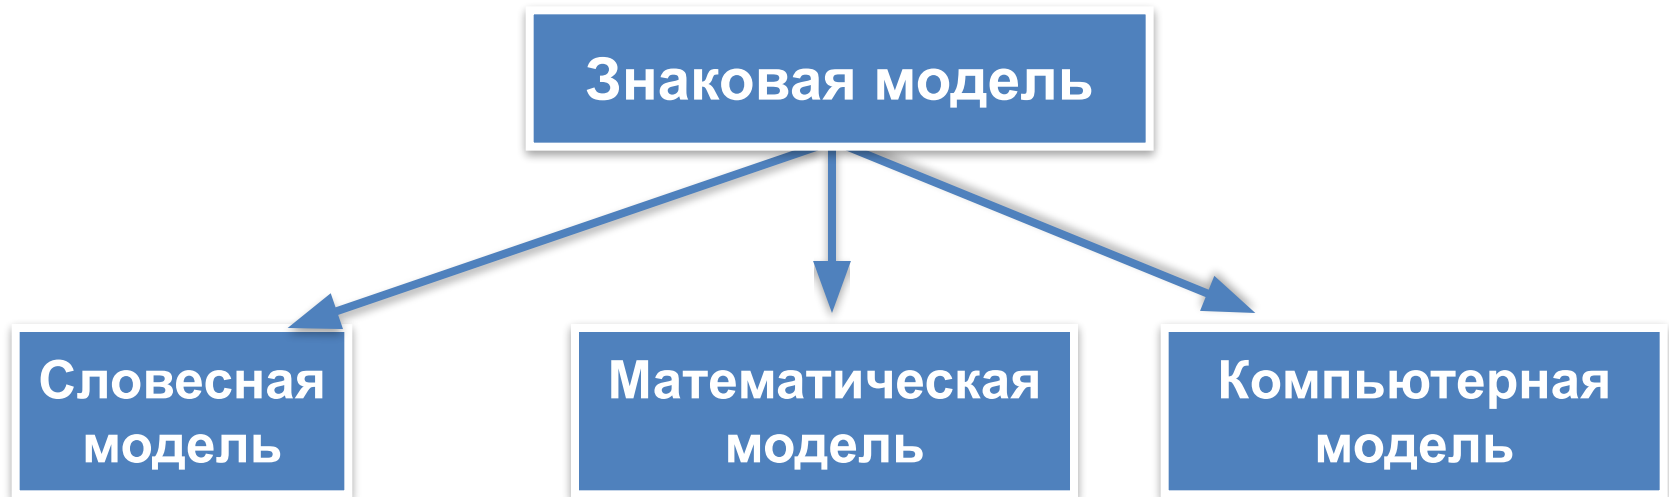 Знаковая модель
Словесная
модель
Математическая
модель
Компьютерная
модель